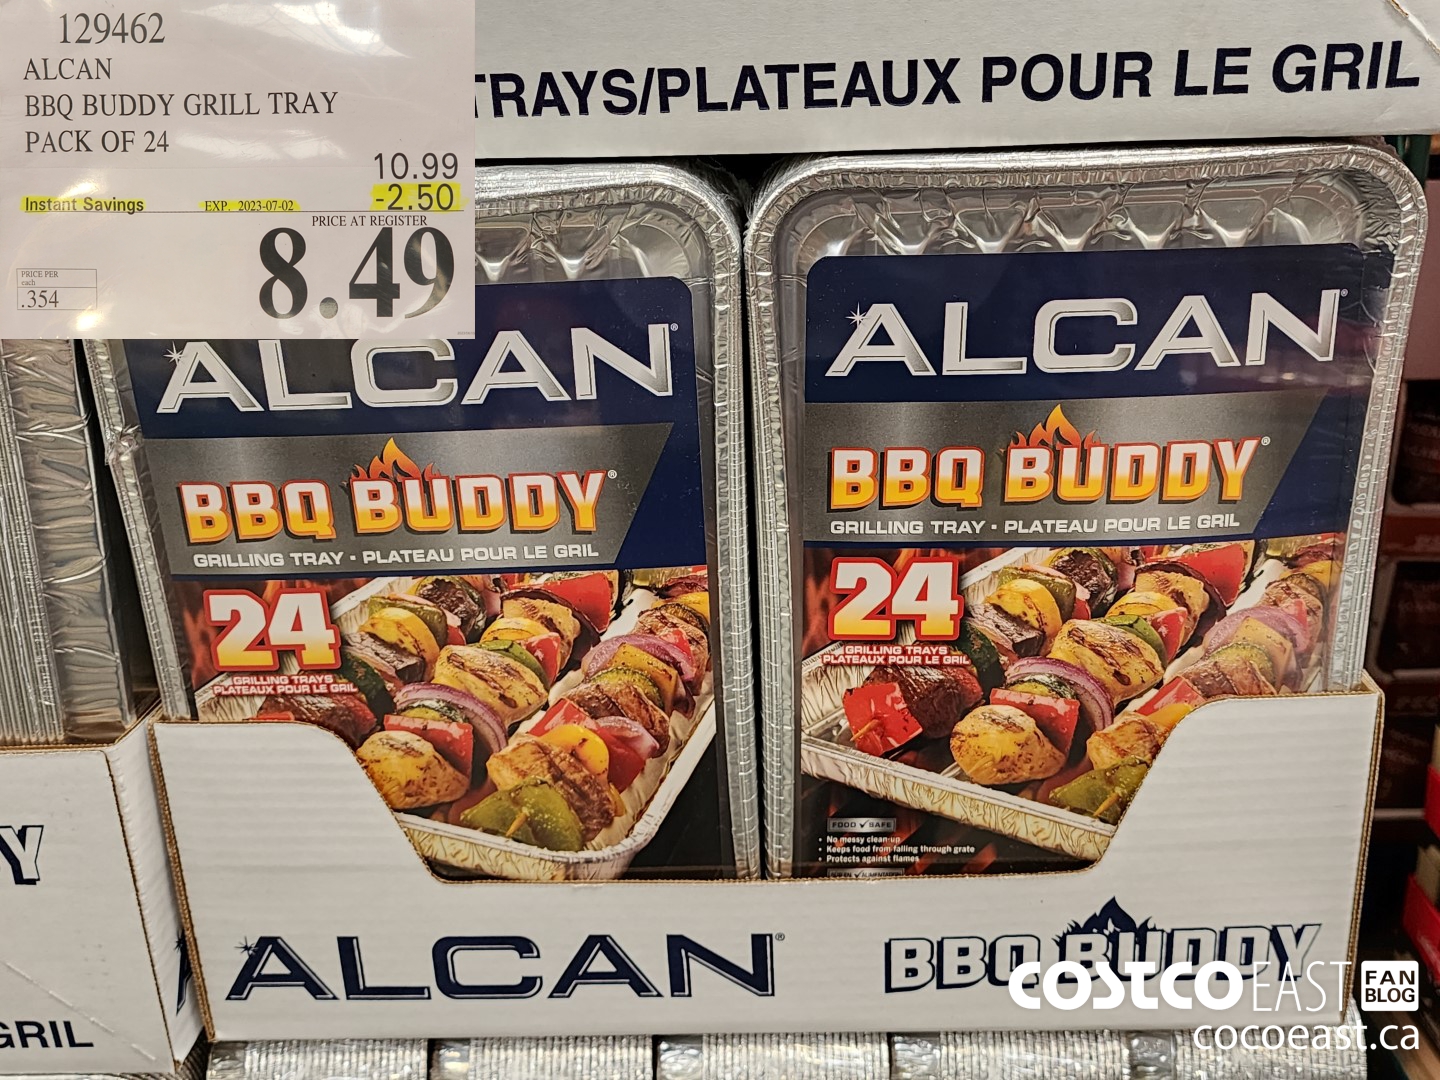 129462
ALCAN
BBQ BUDDY GRILL TRAY
PACK OF 24
10.99
Instant Savings EXP. 2023-07-02 -2.50
PRICE AT REGISTER
8.49
PRICE PER
each
.354
TRAYS/PLATEAUX POUR LE GRIL
ALCAN®
BBQ BUDDY®
GRILLING TRAY • PLATEAU POUR LE GRIL
24
GRILLING TRAYS
PLATEAUX POUR LE GRIL
ALCAN®
BBQ BUDDY®
GRILLING TRAY • PLATEAU POUR LE GRIL
24
GRILLING TRAYS
PLATEAUX POUR LE GRIL
FOOD ✓ SAFE
• No messy clean-up
• Keeps food from falling through grate
• Protects against flames
Y
GRIL
ALCAN®
BBQ BUDDY
COSTCO EAST FAN BLOG
cocoeast.ca